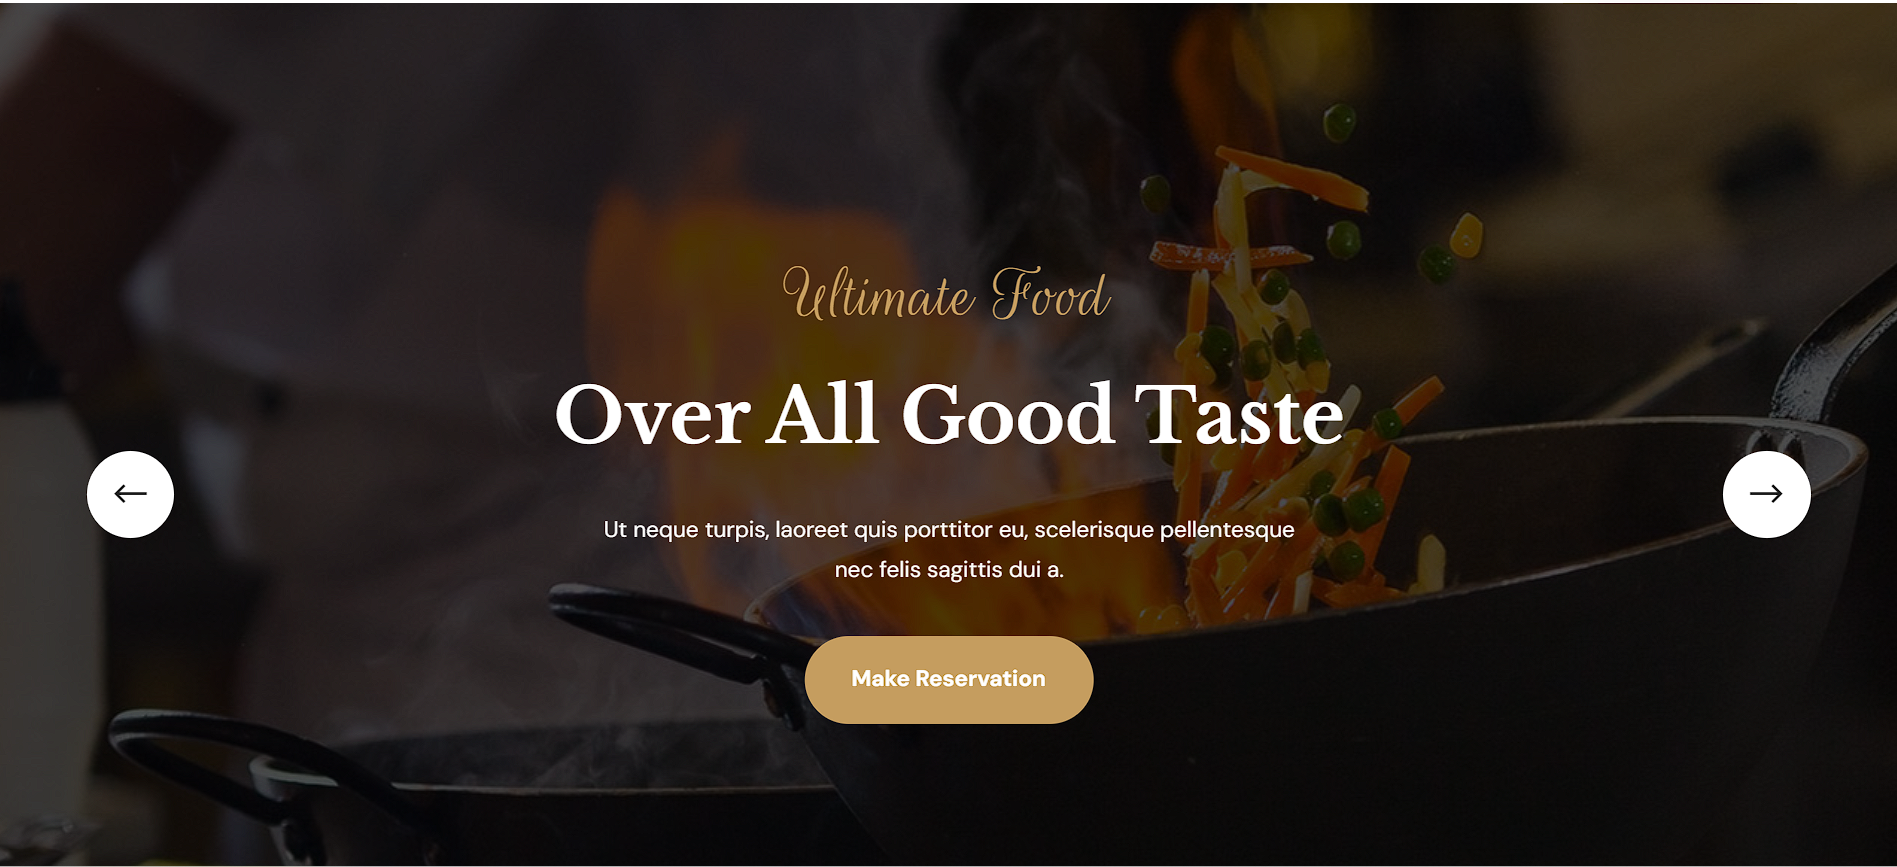 Ultimate Food
Over All Good Taste
Ut neque turpis, laoreet quis porttitor eu, scelerisque pellentesque
nec felis sagittis dui a.
Make Reservation